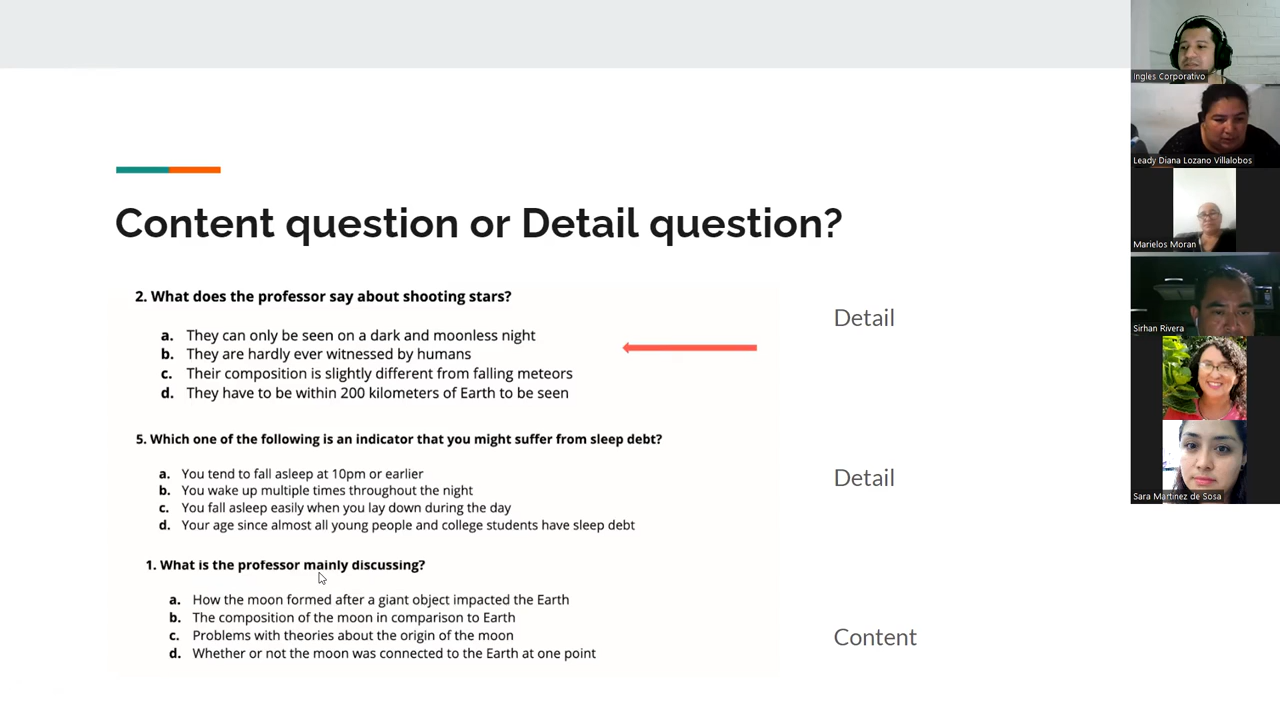 Content question or Detail question?
2. What does the professor say about shooting stars?
a. They can only be seen on a dark and moonless night
b. They are hardly ever witnessed by humans
c. Their composition is slightly different from falling meteors
d. They have to be within 200 kilometers of Earth to be seen
Detail
5. Which one of the following is an indicator that you might suffer from sleep debt?
a. You tend to fall asleep at 10pm or earlier
b. You wake up multiple times throughout the night
c. You fall asleep easily when you lay down during the day
d. Your age since almost all young people and college students have sleep debt
Detail
1. What is the professor mainly discussing?
a. How the moon formed after a giant object impacted the Earth
b. The composition of the moon in comparison to Earth
c. Problems with theories about the origin of the moon
d. Whether or not the moon was connected to the Earth at one point
Content
Ingles Corporativo
Leady Diana Lozano Villalobos
Marielos Moran
Sirhan Rivera
Sara Martinez de Sosa